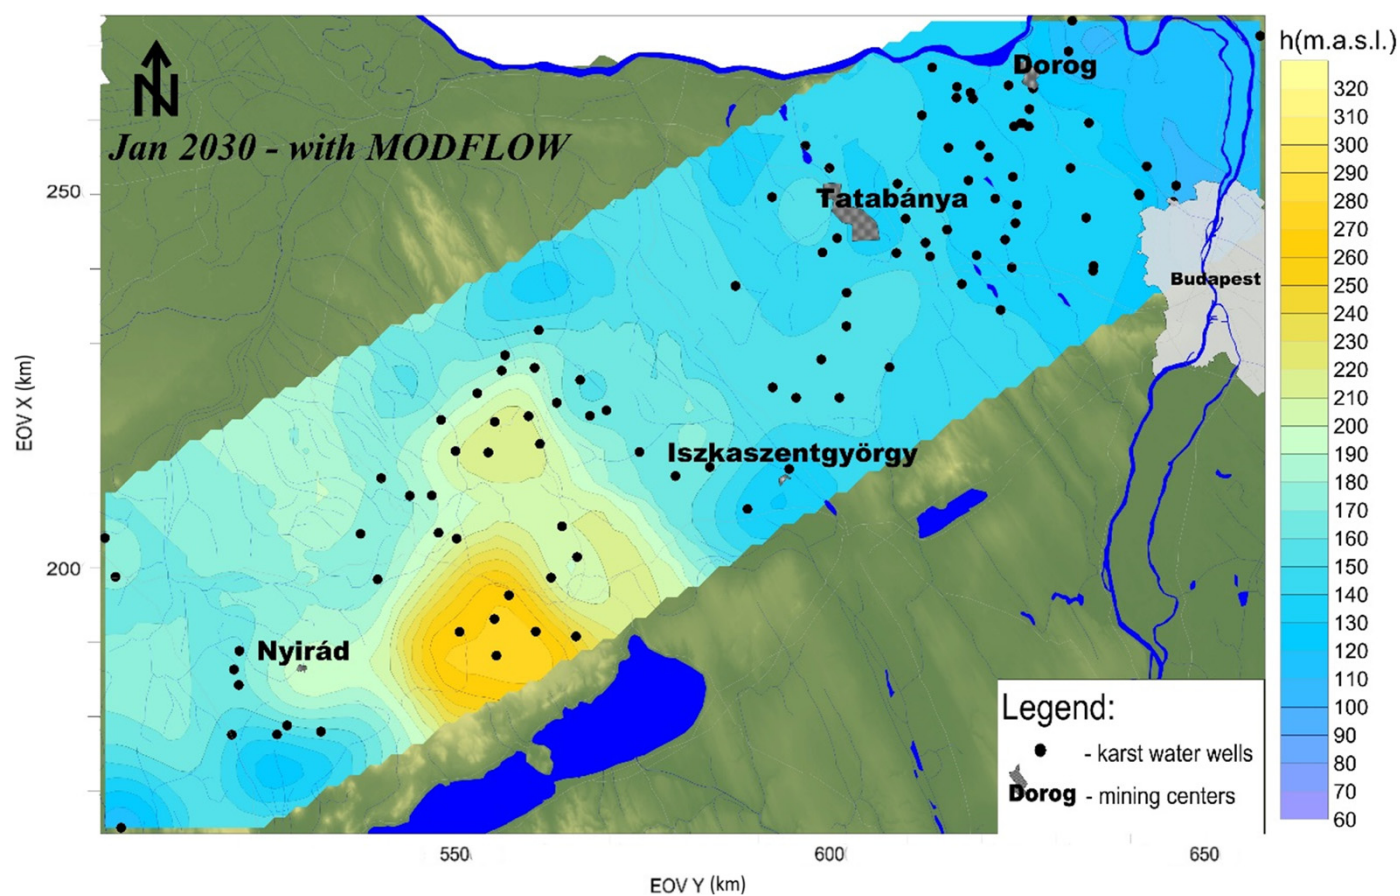 h(m.a.s.l.)
N
Jan 2030 - with MODFLOW
Dorog
Tatabánya
Budapest
Iszkaszentgyörgy
Nyirád
EOV X (km)
250
200
550
600
650
EOV Y (km)
320
310
300
290
280
270
260
250
240
230
220
210
200
190
180
170
160
150
140
130
120
110
100
90
80
70
60
Legend:
- karst water wells
Dorog - mining centers